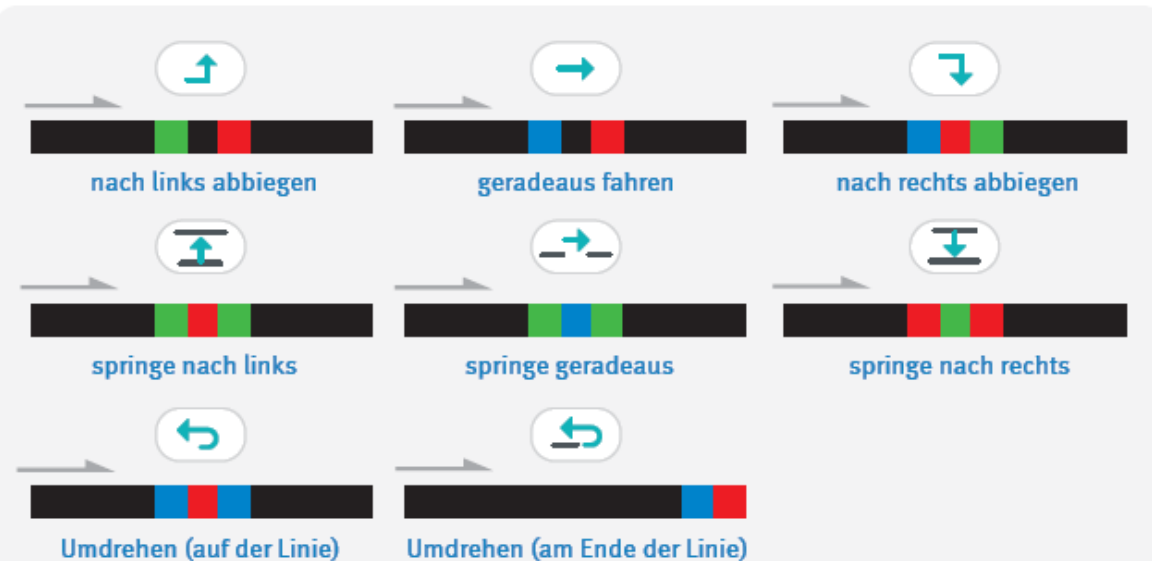 nach links abbiegen
geradeaus fahren
nach rechts abbiegen
springe nach links
springe geradeaus
springe nach rechts
Umdrehen (auf der Linie)
Umdrehen (am Ende der Linie)